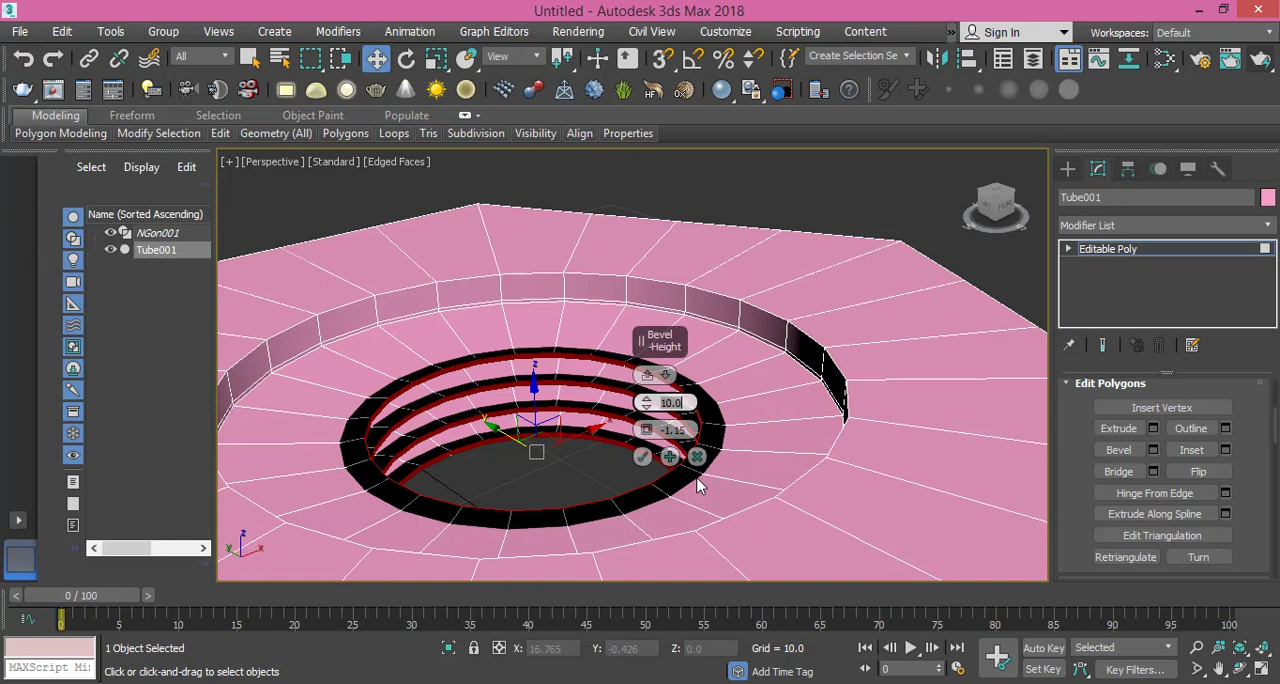 3
Untitled - Autodesk 3ds Max 2018
File Edit Tools Group Views Create Modifiers Animation Graph Editors Rendering Civil View Customize Scripting Content » Sign In Workspaces: Default
All View Create Selection Se
Modeling Freeform Selection Object Paint Populate
Polygon Modeling Modify Selection Edit Geometry (All) Polygons Loops Tris Subdivision Visibility Align Properties
Select Display Edit
Name (Sorted Ascending)
NGon001
Tube001
[+] [Perspective ] [Standard ] [Edged Faces ]
Bevel
-Height
10.0
-1.15
z
x
y
Tube001
Modifier List
Editable Poly
Edit Polygons
Insert Vertex
Extrude Outline
Bevel Inset
Bridge Flip
Hinge From Edge
Extrude Along Spline
Edit Triangulation
Retriangulate Turn
< 0 / 100 >
0 5 10 15 20 25 30 35 40 45 50 55 60 65 70 75 80 85 90 95 100
1 Object Selected X: 16.765 Y: -0.426 Z: 0.0 Grid = 10.0 Auto Key Selected
MAXScript Mi: Click or click-and-drag to select objects Add Time Tag 0 Set Key Key Filters...